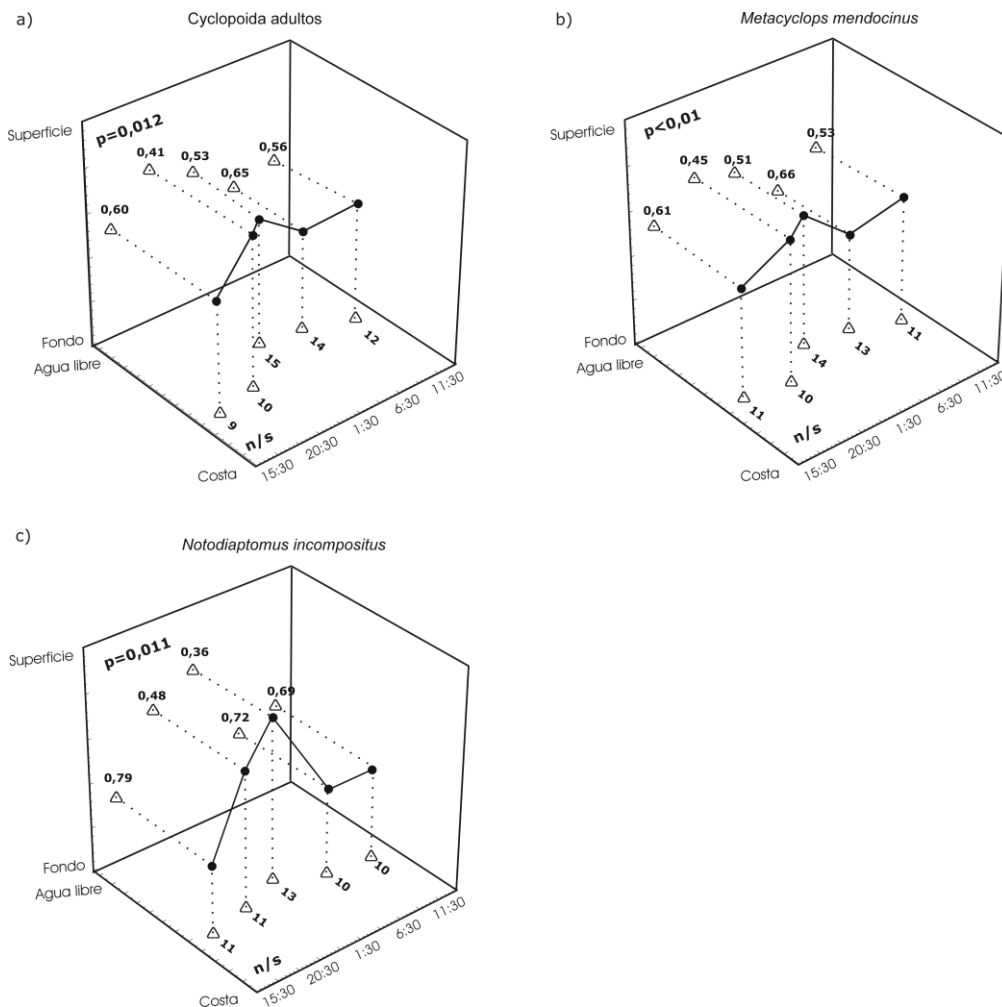 a)
Cyclopoida adultos
Superficie
p=0,012
0,41
0,53
0,65
0,56
0,60
Fondo
Agua libre
12
14
15
10
9
n/s
Costa
15:30
20:30
1:30
6:30
11:30
b)
Metacyclops mendocinus
Superficie
p<0,01
0,53
0,45
0,51
0,66
0,61
Fondo
Agua libre
11
13
14
10
11
n/s
Costa
15:30
20:30
1:30
6:30
11:30
c)
Notodiaptomus incompositus
Superficie
p=0,011
0,36
0,48
0,69
0,72
0,79
Fondo
Agua libre
10
10
13
11
11
n/s
Costa
15:30
20:30
1:30
6:30
11:30